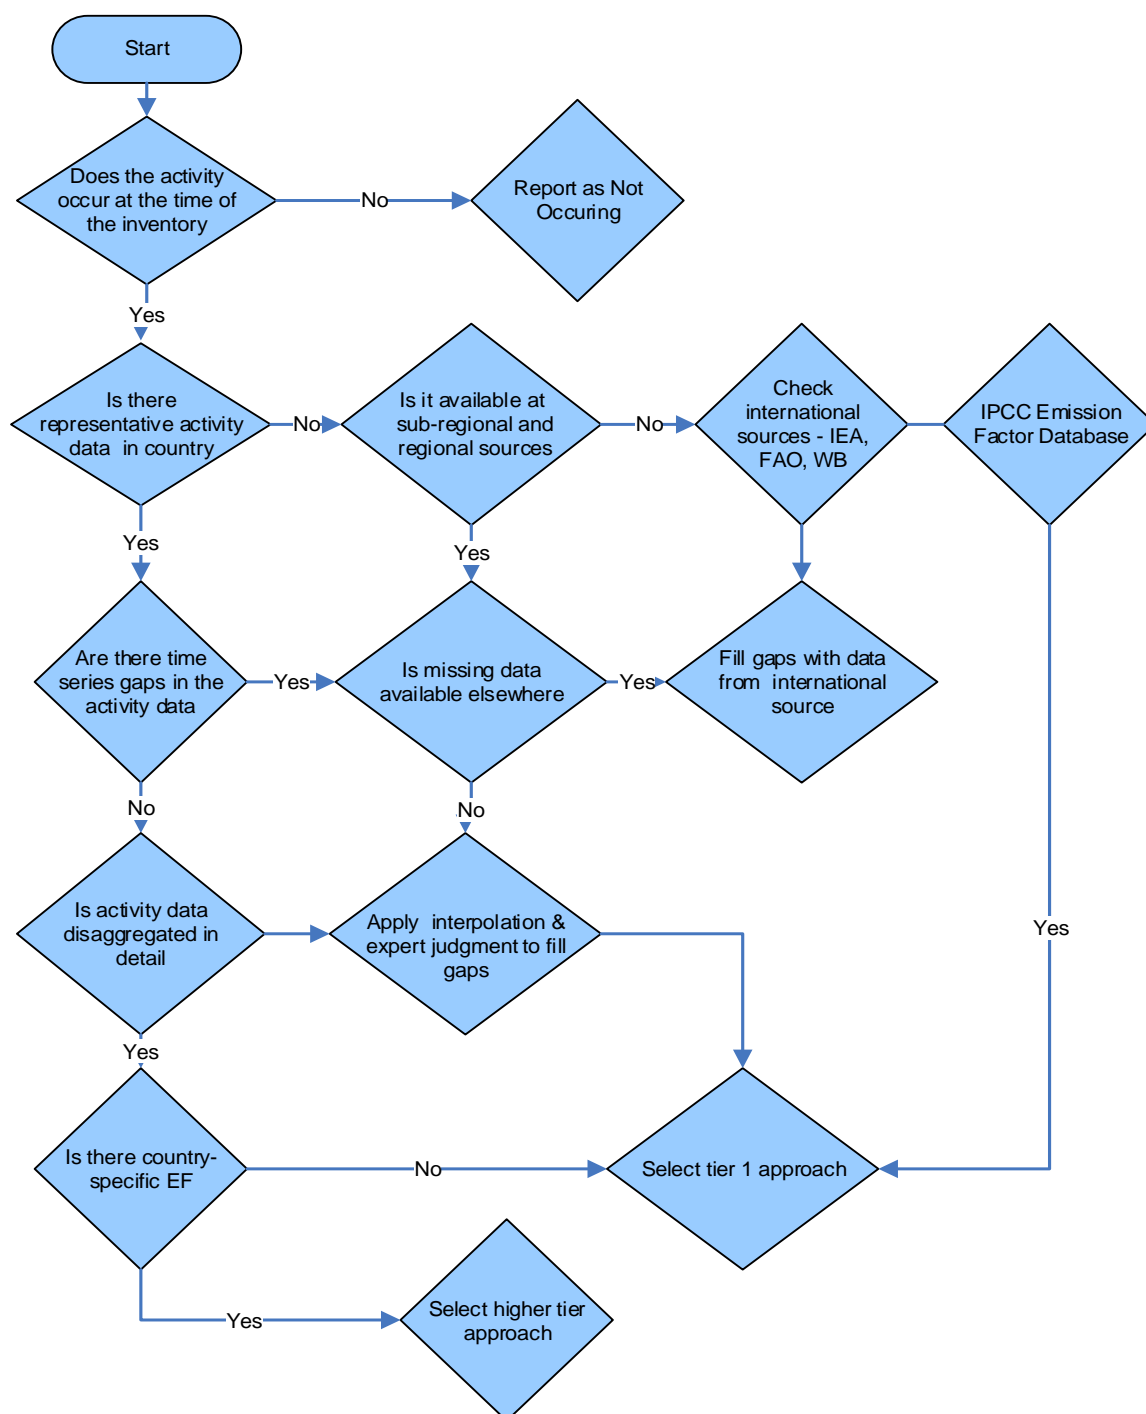 Start
Does the activity
occur at the time of
the inventory
No
Report as Not
Occuring
Yes
Is there
representative activity
data in country
No
Is it available at
sub-regional and
regional sources
No
Check
international
sources - IEA,
FAO, WB
IPCC Emission
Factor Database
Yes
Yes
Are there time
series gaps in the
activity data
Yes
Is missing data
available elsewhere
Yes
Fill gaps with data
from international
source
No
No
Is activity data
disaggregated in
detail
Apply interpolation &
expert judgment to fill
gaps
Yes
Yes
Is there country-
specific EF
No
Select tier 1 approach
Yes
Select higher tier
approach